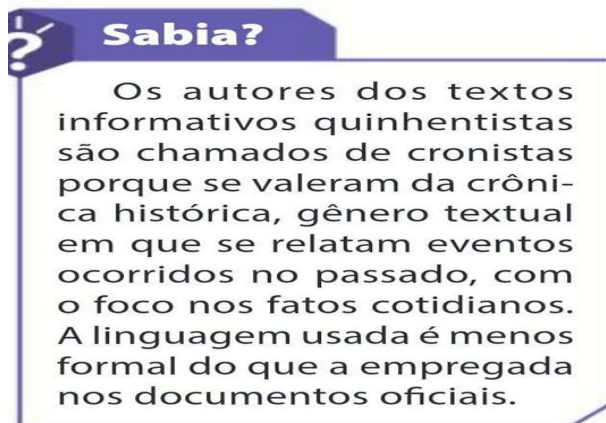 Sabia?
Os autores dos textos
informativos quinhentistas
são chamados de cronistas
porque se valeram da crôni-
ca histórica, gênero textual
em que se relatam eventos
ocorridos no passado, com
o foco nos fatos cotidianos.
A linguagem usada é menos
formal do que a empregada
nos documentos oficiais.